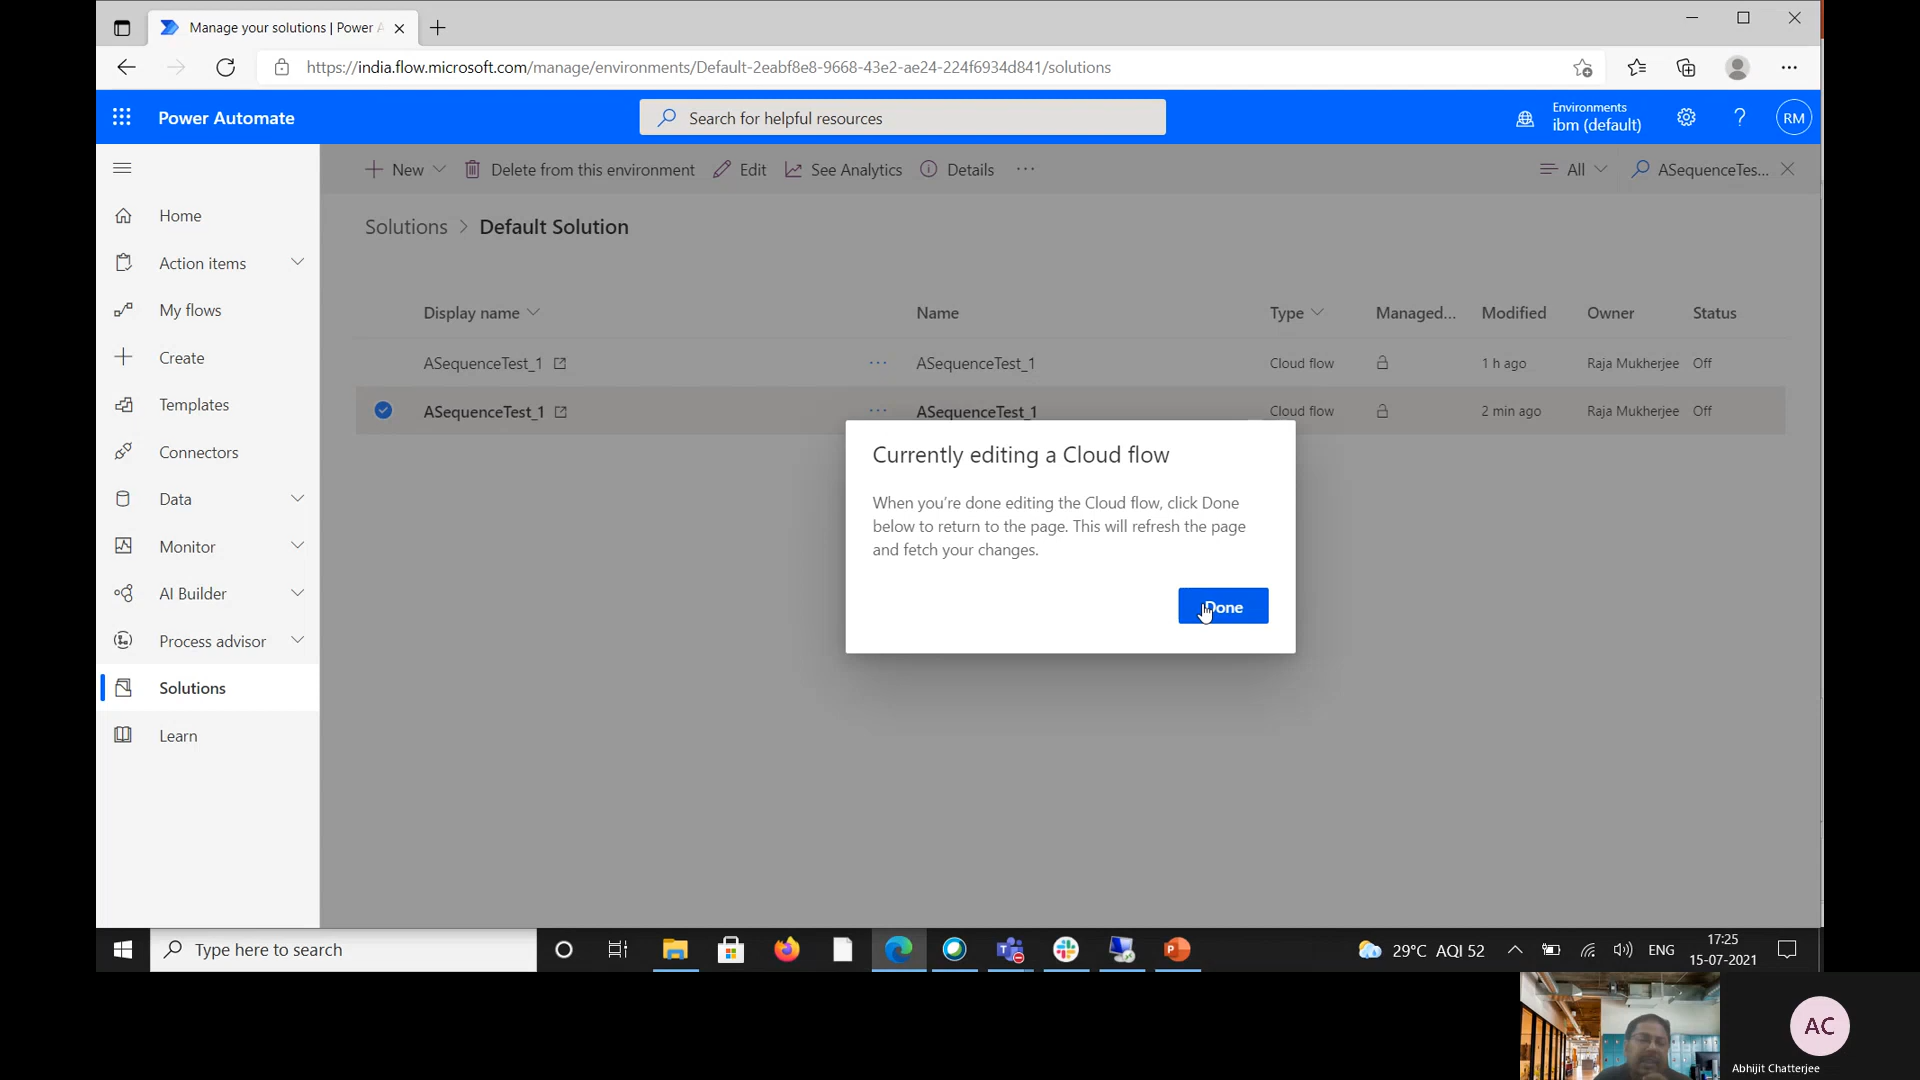 Manage your solutions | Power A
https://india.flow.microsoft.com/manage/environments/Default-2eabf8e8-9668-43e2-ae24-224f6934d841/solutions
Power Automate
Search for helpful resources
Environments
ibm (default)
?
RM
New
Delete from this environment
Edit
See Analytics
Details
...
All
ASequenceTes...
Home
Action items
My flows
Create
Templates
Connectors
Data
Monitor
AI Builder
Process advisor
Solutions
Learn
Solutions > Default Solution
Display name
Name
Type
Managed...
Modified
Owner
Status
ASequenceTest_1
...
ASequenceTest_1
Cloud flow
1 h ago
Raja Mukherjee
Off
ASequenceTest_1
...
ASequenceTest_1
Cloud flow
2 min ago
Raja Mukherjee
Off
Currently editing a Cloud flow
When you're done editing the Cloud flow, click Done
below to return to the page. This will refresh the page
and fetch your changes.
Done
Type here to search
29°C AQI 52
ENG
17:25
15-07-2021
AC
Abhijit Chatterjee